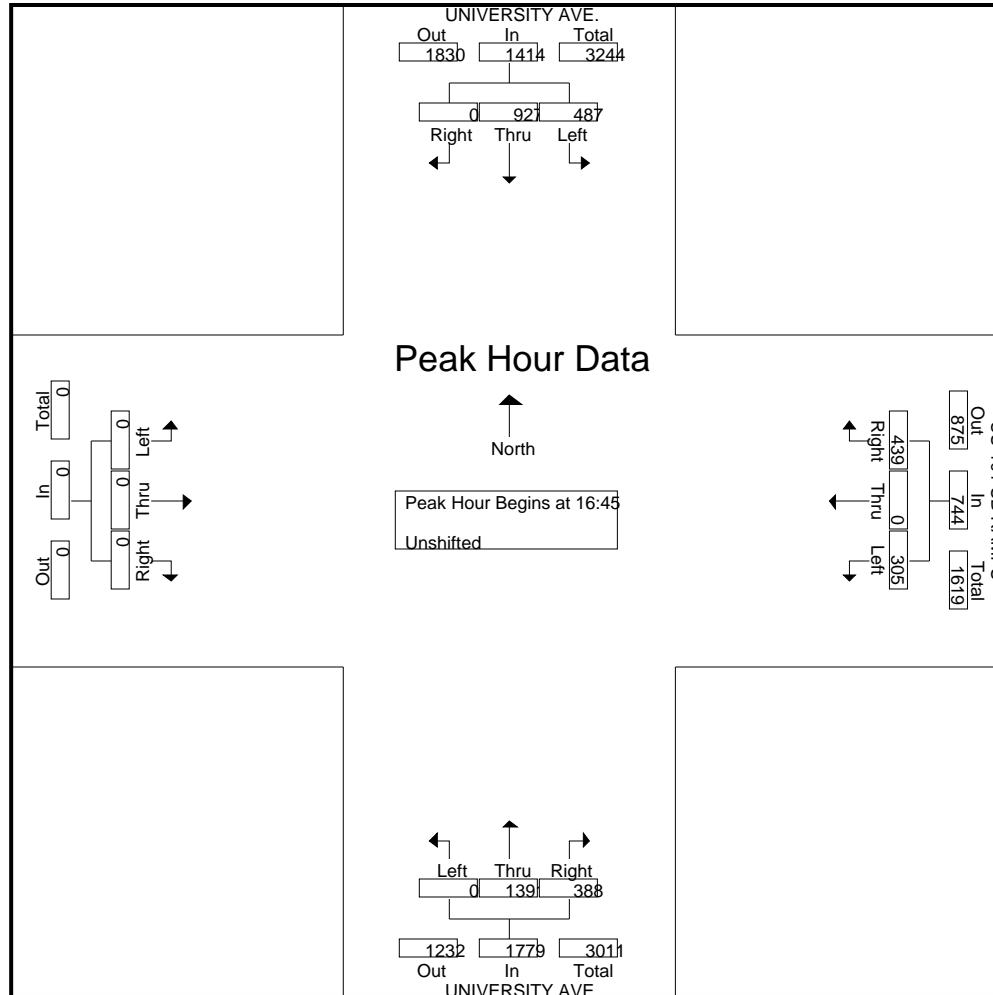 UNIVERSITY AVE.
Out In Total
1830 1414 3244
0 927 487
Right Thru Left
Peak Hour Data
North
Peak Hour Begins at 16:45
Unshifted
Total
0
In
0
Out
0
0
Left
0
Thru
0
Right
Right
439
Thru
0
Left
305
Out
875
In
744
Total
1619
Left Thru Right
0 139 388
1232 1779 3011
Out In Total
UNIVERSITY AVE